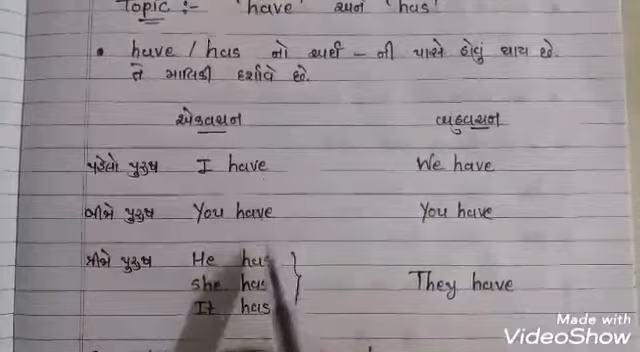 Topic :- 'have' અને 'has'
• have / has નો અર્થ - ની પાસે હોવું થાય છે.
તે માલિકી દર્શાવે છે.
એકવચન બહુવચન
પહેલો પુરુષ I have We have
બીજો પુરુષ You have You have
ત્રીજો પુરુષ He has
She has They have
It has
Made with
VideoShow